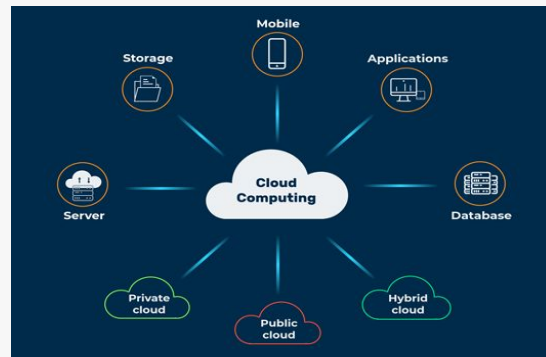 Mobile
Storage
Applications
Cloud
Computing
Server
Database
Private
cloud
Public
cloud
Hybrid
cloud